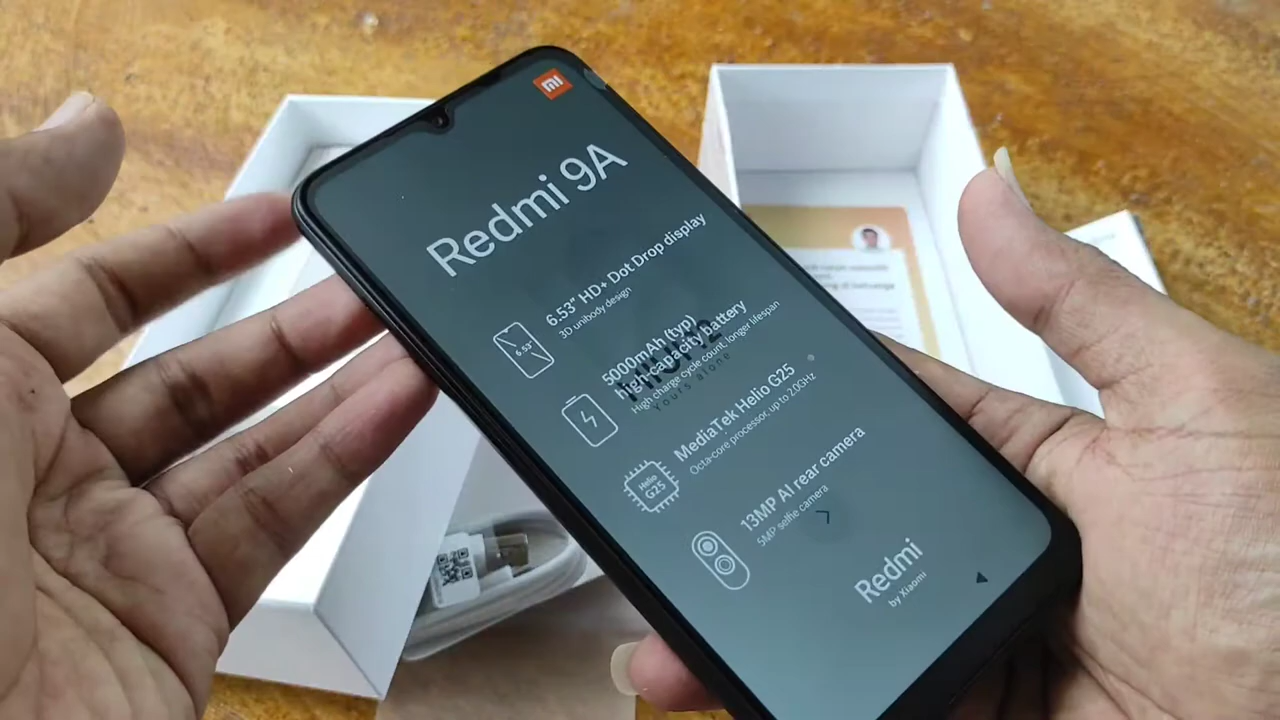 mi
Redmi 9A
6.53" HD+ Dot Drop display
3D unibody design
6.53"
5000mAh (typ)
high-capacity battery
High charge cycle count, longer lifespan
Yours alone
MediaTek Helio G25
Octa-core processor, up to 2.0GHz
Helio
G25
13MP AI rear camera
5MP selfie camera
Redmi
by Xiaomi